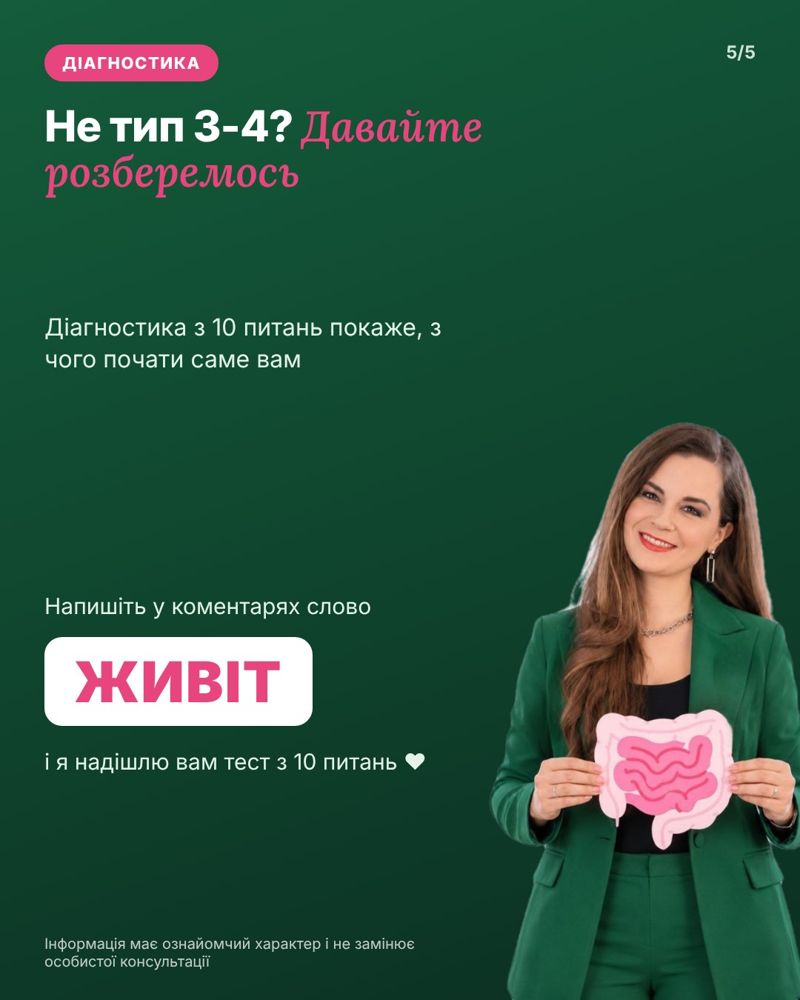 ДІАГНОСТИКА
5/5
Не тип 3-4? Давайте
розберемось
Діагностика з 10 питань покаже, з
чого почати саме вам
Напишіть у коментарях слово
ЖИВІТ
і я надішлю вам тест з 10 питань ♥
Інформація має ознайомчий характер і не замінює
особистої консультації